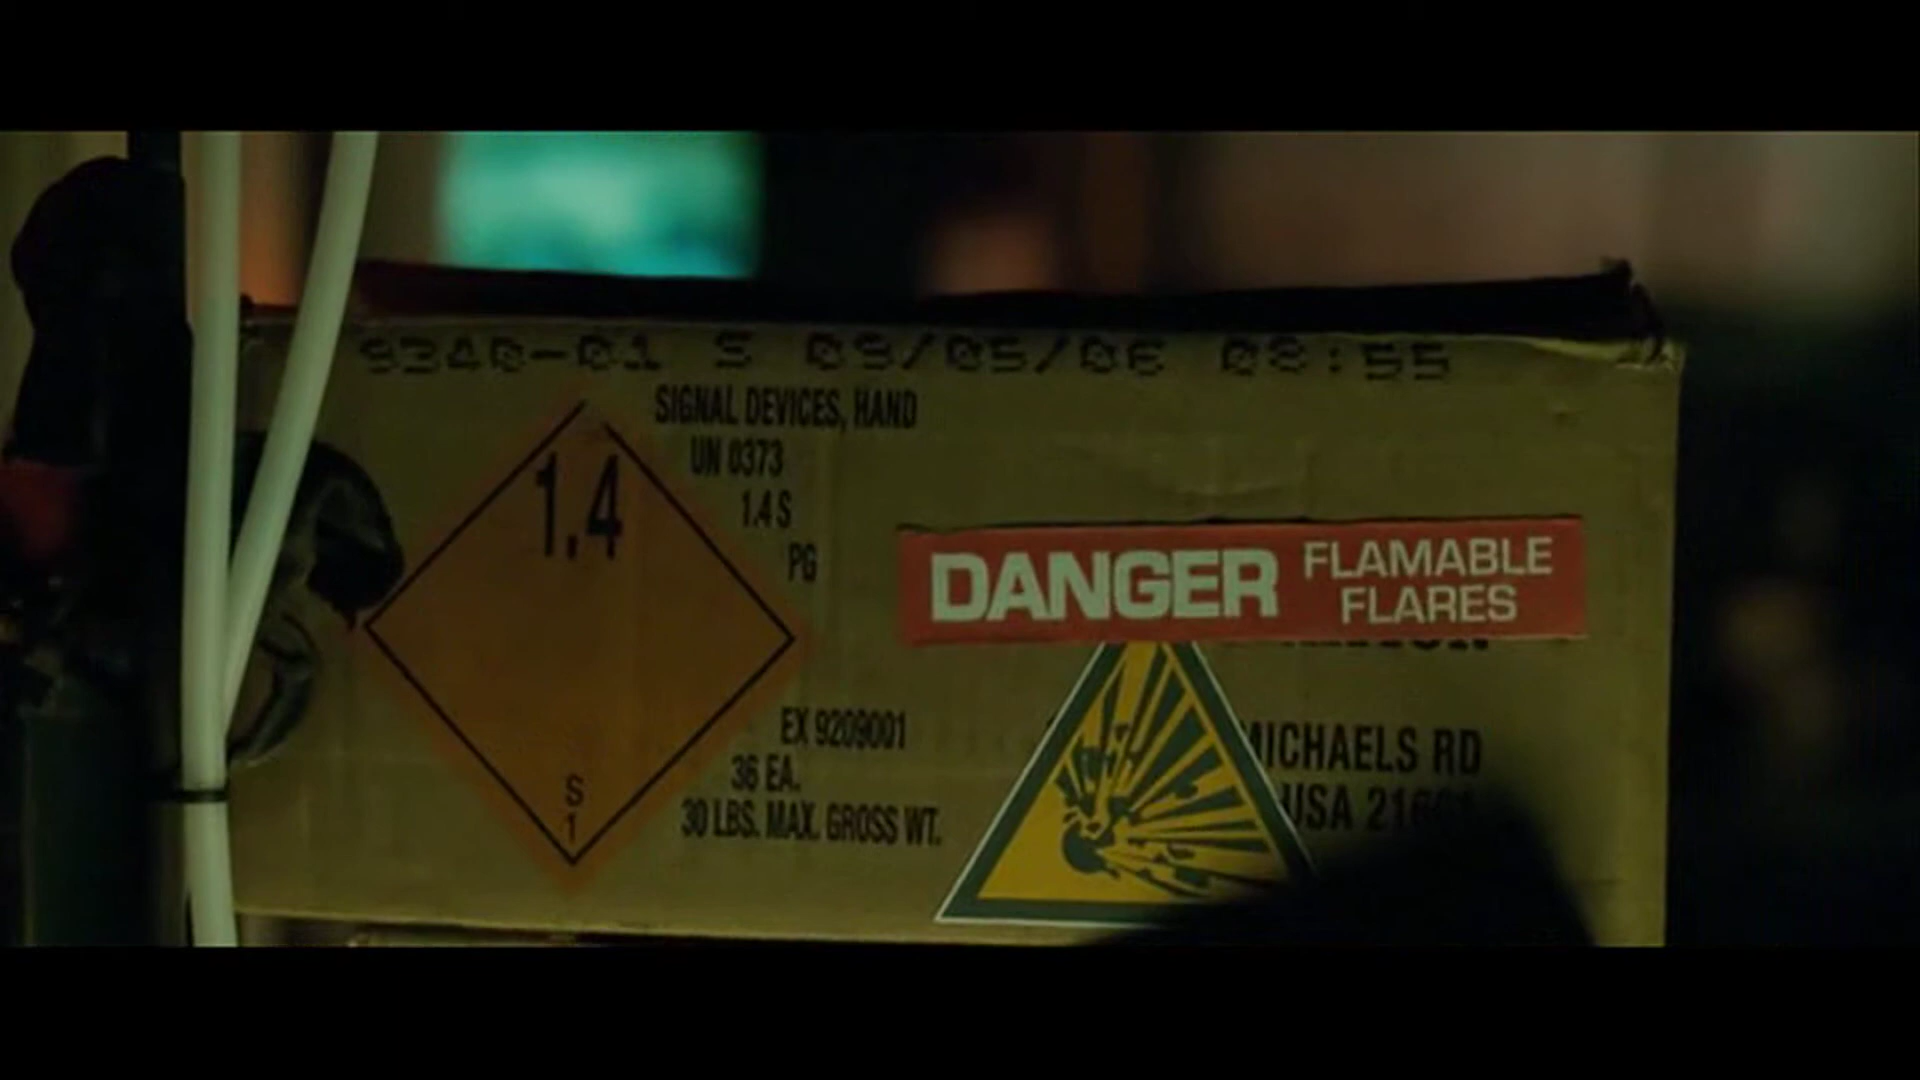 9340-01 S 09/05/06 08:55
SIGNAL DEVICES, HAND
UN 0373
1.4 S
PG
1.4
S
1
DANGER FLAMABLE
FLARES
EX 9209001
36 EA.
30 LBS. MAX. GROSS WT.
MICHAELS RD
USA